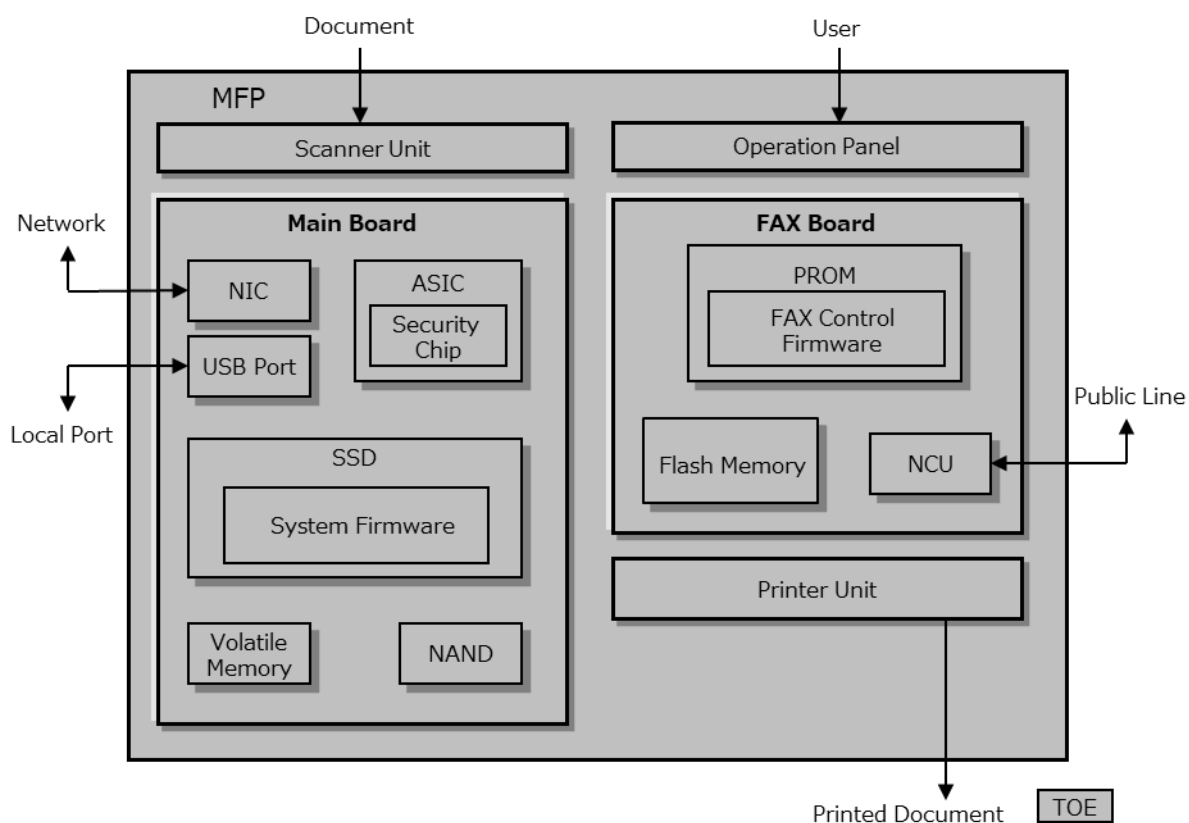 Document
User
MFP
Scanner Unit
Operation Panel
Main Board
FAX Board
Network
NIC
ASIC
Security
Chip
PROM
FAX Control
Firmware
USB Port
Local Port
Public Line
SSD
System Firmware
Flash Memory
NCU
Volatile
Memory
NAND
Printer Unit
Printed Document
TOE